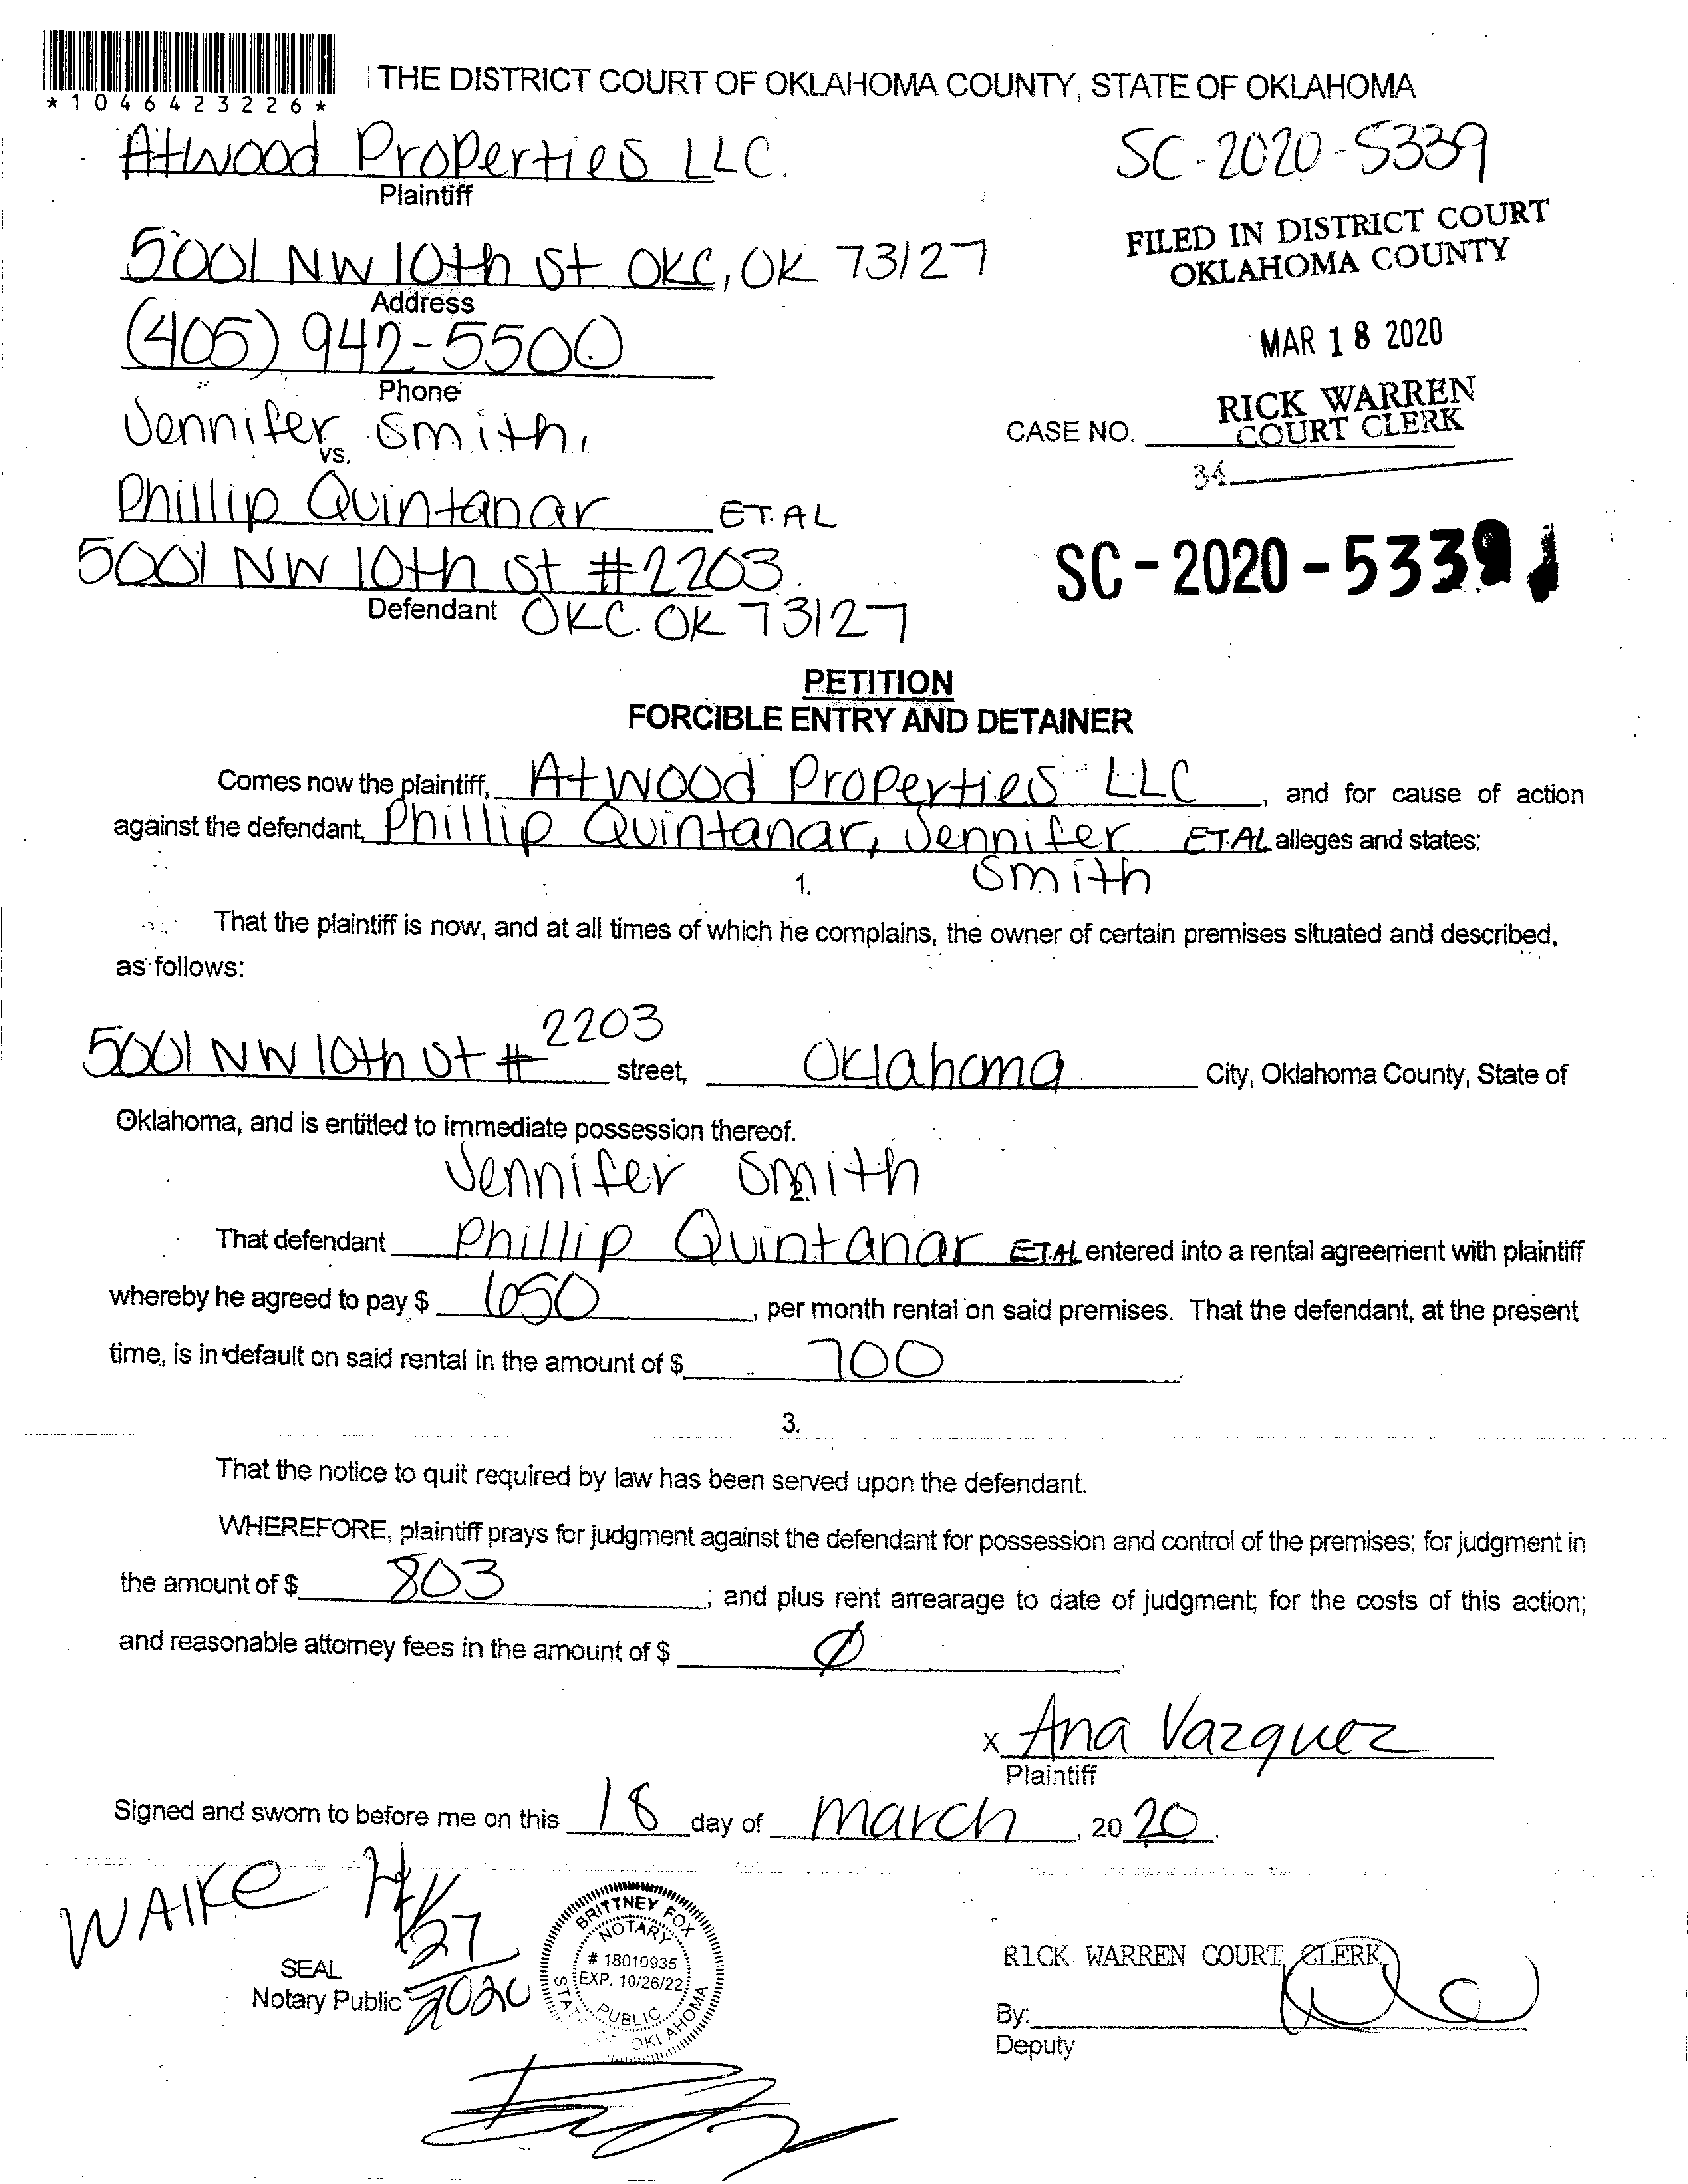 *1046423226*
THE DISTRICT COURT OF OKLAHOMA COUNTY, STATE OF OKLAHOMA
Atwood Properties LLC.
Plaintiff
SC-2020-5339
5001 NW 10th St OKC, OK 73127
Address
FILED IN DISTRICT COURT
OKLAHOMA COUNTY
(405) 942-5500
Phone
MAR 18 2020
Jennifer Smith,
vs.
RICK WARREN
COURT CLERK
CASE NO.
34
Phillip Quintanar ET.AL
5001 NW 10th St #2203
Defendant OKC. OK 73127
SC-2020-5339
PETITION
FORCIBLE ENTRY AND DETAINER
Comes now the plaintiff, Atwood Properties LLC, and for cause of action
against the defendant, Phillip Quintanar, Jennifer ET.AL alleges and states:
Smith
1.
That the plaintiff is now, and at all times of which he complains, the owner of certain premises situated and described,
as follows:
5001 NW 10th St # 2203 street, Oklahoma City, Oklahoma County, State of
Oklahoma, and is entitled to immediate possession thereof.
Jennifer Smith
2.
That defendant Phillip Quintanar ET.AL entered into a rental agreement with plaintiff
whereby he agreed to pay $ 650, per month rental on said premises. That the defendant, at the present
time, is in default on said rental in the amount of $ 700
3.
That the notice to quit required by law has been served upon the defendant.
WHEREFORE, plaintiff prays for judgment against the defendant for possession and control of the premises; for judgment in
the amount of $ 803; and plus rent arrearage to date of judgment; for the costs of this action;
and reasonable attorney fees in the amount of $ Ø
x Ana Vazquez
Plaintiff
Signed and sworn to before me on this 18 day of march, 20 20.
WAIKE
4/27
2020
SEAL
Notary Public
BRITTNEY FOX
NOTARY
# 18010935
EXP. 10/26/22
PUBLIC
STATE OF OKLAHOMA
RICK WARREN COURT CLERK
By:
Deputy